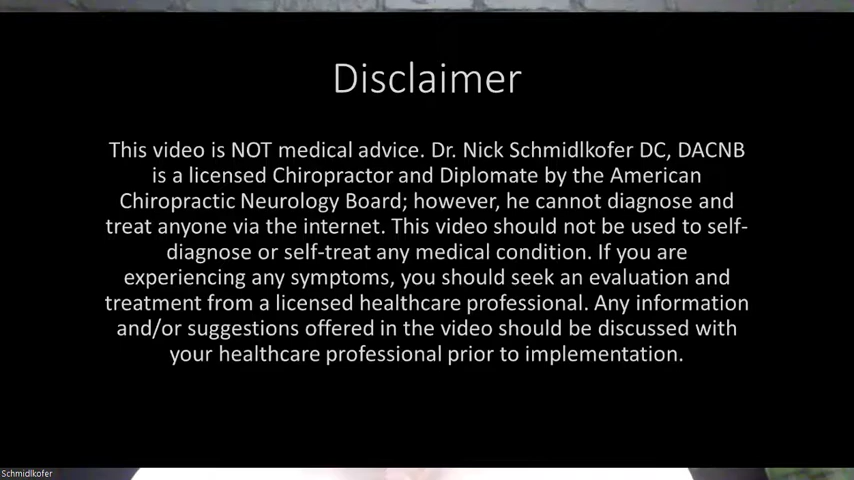 Disclaimer
This video is NOT medical advice. Dr. Nick Schmidlkofer DC, DACNB
is a licensed Chiropractor and Diplomate by the American
Chiropractic Neurology Board; however, he cannot diagnose and
treat anyone via the internet. This video should not be used to self-
diagnose or self-treat any medical condition. If you are
experiencing any symptoms, you should seek an evaluation and
treatment from a licensed healthcare professional. Any information
and/or suggestions offered in the video should be discussed with
your healthcare professional prior to implementation.
Schmidlkofer